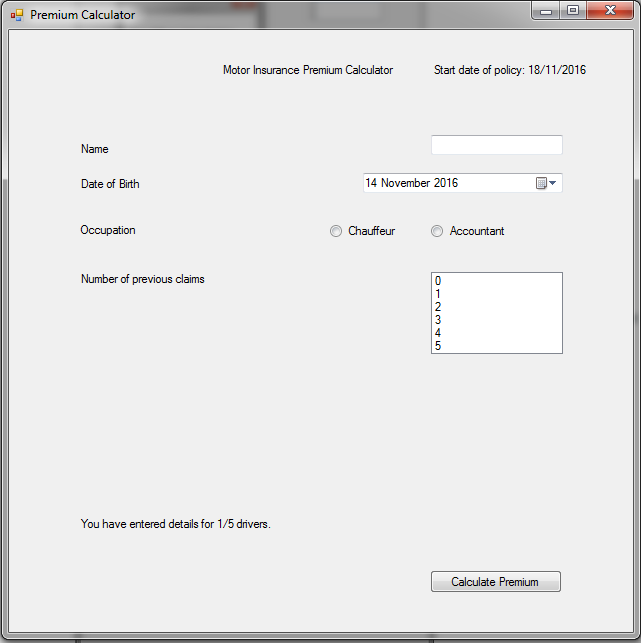 Premium Calculator
Motor Insurance Premium Calculator Start date of policy: 18/11/2016
Name
Date of Birth 14 November 2016
Occupation Chauffeur Accountant
Number of previous claims 0
1
2
3
4
5
You have entered details for 1/5 drivers.
Calculate Premium